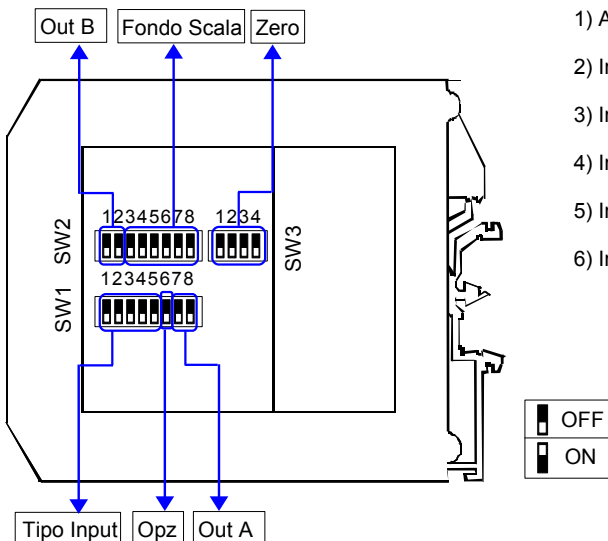 Out B Fondo Scala Zero
1) A
2) In
3) In
4) In
5) In
6) In
SW2 12345678 1234 SW3
SW1 12345678
OFF
ON
Tipo Input Opz Out A